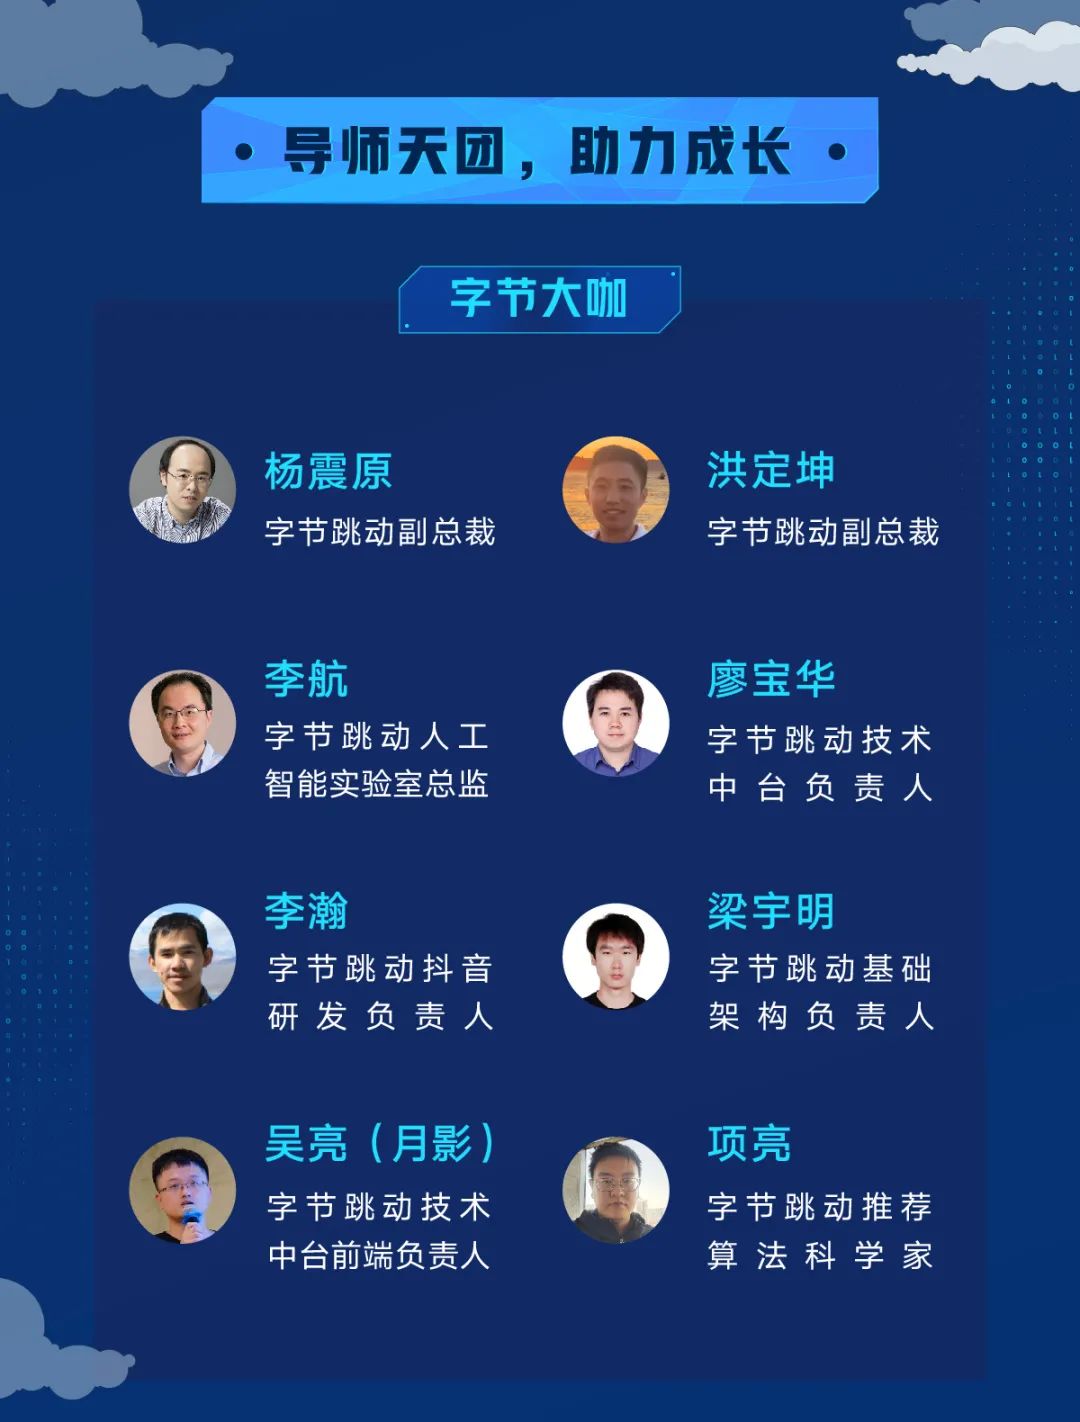 · 导师天团，助力成长 ·
字节大咖
杨震原
字节跳动副总裁
洪定坤
字节跳动副总裁
李航
字节跳动人工
智能实验室总监
廖宝华
字节跳动技术
中台负责人
李瀚
字节跳动抖音
研发负责人
梁宇明
字节跳动基础
架构负责人
吴亮（月影）
字节跳动技术
中台前端负责人
项亮
字节跳动推荐
算法科学家